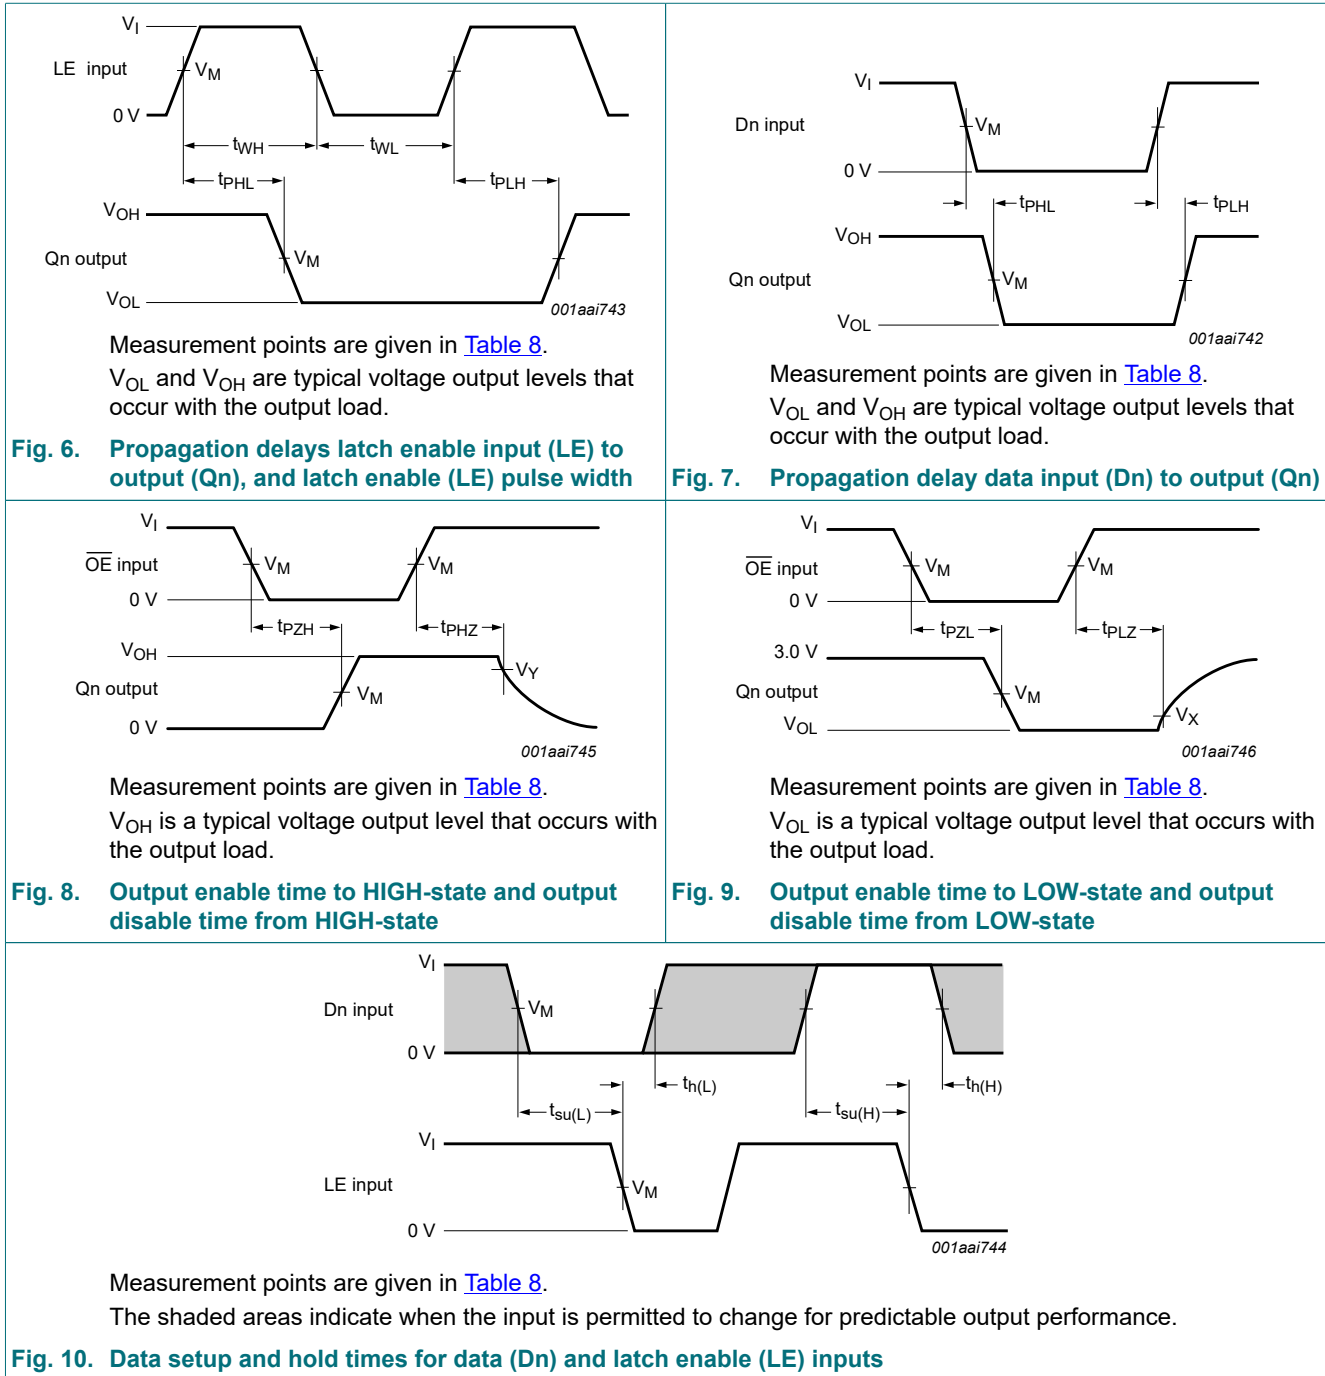 VI
LE input
VM
0 V
tWH
tWL
tPHL
tPLH
VOH
Qn output
VM
VOL
001aai743
Measurement points are given in Table 8.
VOL and VOH are typical voltage output levels that
occur with the output load.
Fig. 6. Propagation delays latch enable input (LE) to
output (Qn), and latch enable (LE) pulse width
VI
Dn input
VM
0 V
tPHL
tPLH
VOH
Qn output
VM
VOL
001aai742
Measurement points are given in Table 8.
VOL and VOH are typical voltage output levels that
occur with the output load.
Fig. 7. Propagation delay data input (Dn) to output (Qn)
VI
OE input
VM
VM
0 V
tPZH
tPHZ
VOH
VY
Qn output
VM
0 V
001aai745
Measurement points are given in Table 8.
VOH is a typical voltage output level that occurs with
the output load.
Fig. 8. Output enable time to HIGH-state and output
disable time from HIGH-state
VI
OE input
VM
VM
0 V
tPZL
tPLZ
3.0 V
Qn output
VM
VX
VOL
001aai746
Measurement points are given in Table 8.
VOL is a typical voltage output level that occurs with
the output load.
Fig. 9. Output enable time to LOW-state and output
disable time from LOW-state
VI
Dn input
VM
0 V
th(L)
th(H)
tsu(L)
tsu(H)
VI
LE input
VM
0 V
001aai744
Measurement points are given in Table 8.
The shaded areas indicate when the input is permitted to change for predictable output performance.
Fig. 10. Data setup and hold times for data (Dn) and latch enable (LE) inputs